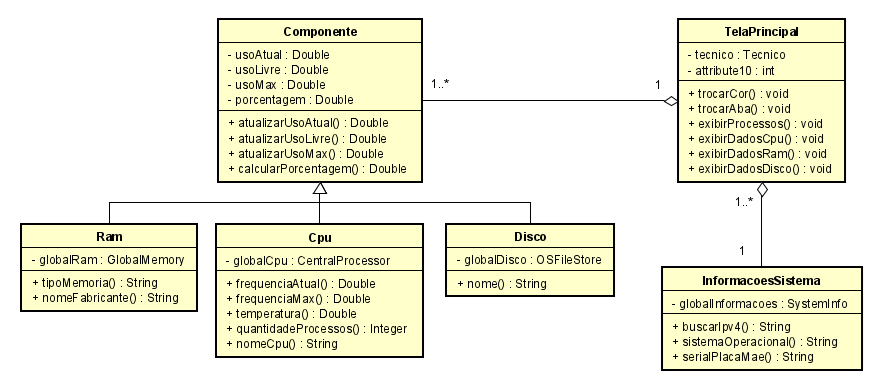 Componente
- usoAtual : Double
- usoLivre : Double
- usoMax : Double
- porcentagem : Double
+ atualizarUsoAtual() : Double
+ atualizarUsoLivre() : Double
+ atualizarUsoMax() : Double
+ calcularPorcentagem() : Double
1..*
1
TelaPrincipal
- tecnico : Tecnico
- attribute10 : int
+ trocarCor() : void
+ trocarAba() : void
+ exibirProcessos() : void
+ exibirDadosCpu() : void
+ exibirDadosRam() : void
+ exibirDadosDisco() : void
1..*
1
Ram
- globalRam : GlobalMemory
+ tipoMemoria() : String
+ nomeFabricante() : String
Cpu
- globalCpu : CentralProcessor
+ frequenciaAtual() : Double
+ frequenciaMax() : Double
+ temperatura() : Double
+ quantidadeProcessos() : Integer
+ nomeCpu() : String
Disco
- globalDisco : OSFileStore
+ nome() : String
InformacoesSistema
- globalInformacoes : SystemInfo
+ buscarIpv4() : String
+ sistemaOperacional() : String
+ serialPlacaMae() : String